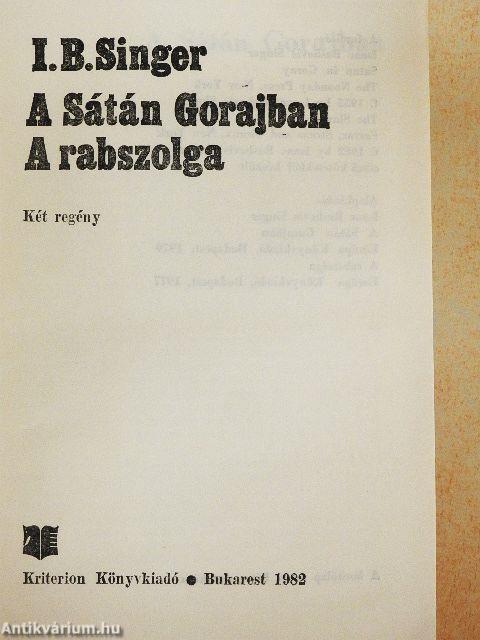 I.B.Singer
A Sátán Gorajban
A rabszolga
Két regény
Kriterion Könyvkiadó ● Bukarest 1982
Antikvárium.hu